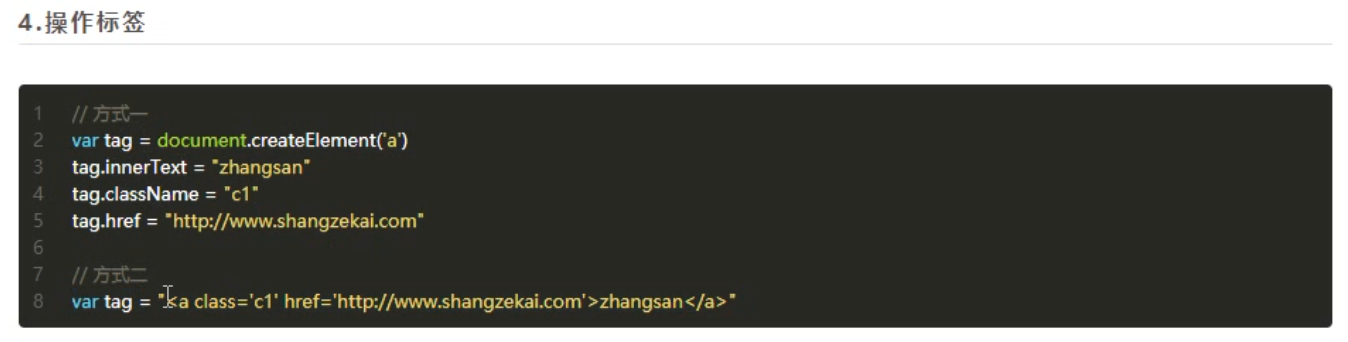 4.操作标签
1 // 方式一
2 var tag = document.createElement('a')
3 tag.innerText = "zhangsan"
4 tag.className = "c1"
5 tag.href = "http://www.shangzekai.com"
6
7 // 方式二
8 var tag = "<a class='c1' href='http://www.shangzekai.com'>zhangsan</a>"